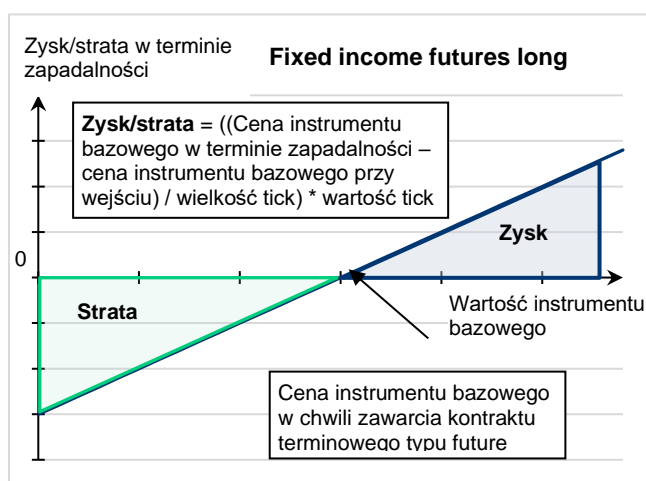 Zysk/strata w terminie
zapadalności
Fixed income futures long
Zysk/strata = ((Cena instrumentu
bazowego w terminie zapadalności –
cena instrumentu bazowego przy
wejściu) / wielkość tick) * wartość tick
Zysk
0
Strata
Wartość instrumentu
bazowego
Cena instrumentu bazowego
w chwili zawarcia kontraktu
terminowego typu future